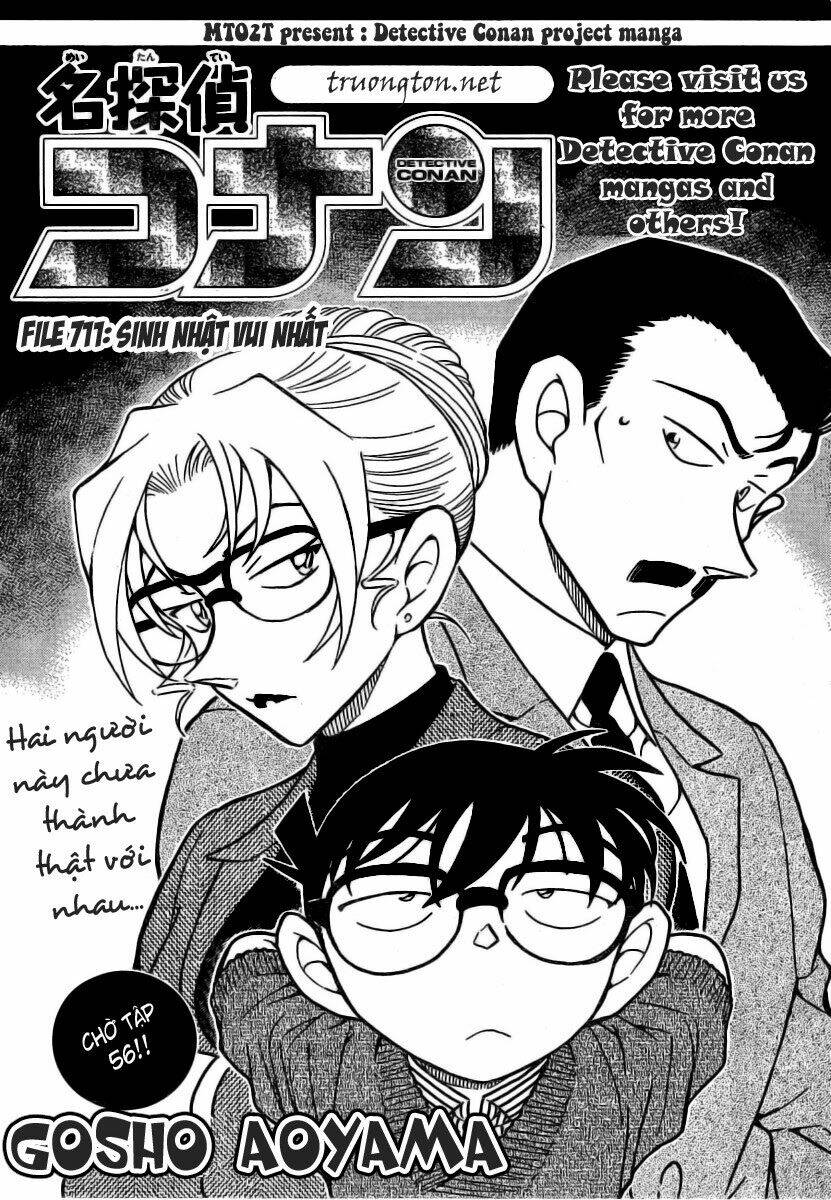 MTO2T present : Detective Conan project manga
truongton.net
Please visit us
for more
Detective Conan
mangas and
others!
めい たん てい
名探偵
コナン
DETECTIVE
CONAN
FILE 711: SINH NHẬT VUI NHẤT
Hai người
này chưa
thành
thật với
nhau...
CHỜ TẬP
56!!
GOSHO AOYAMA